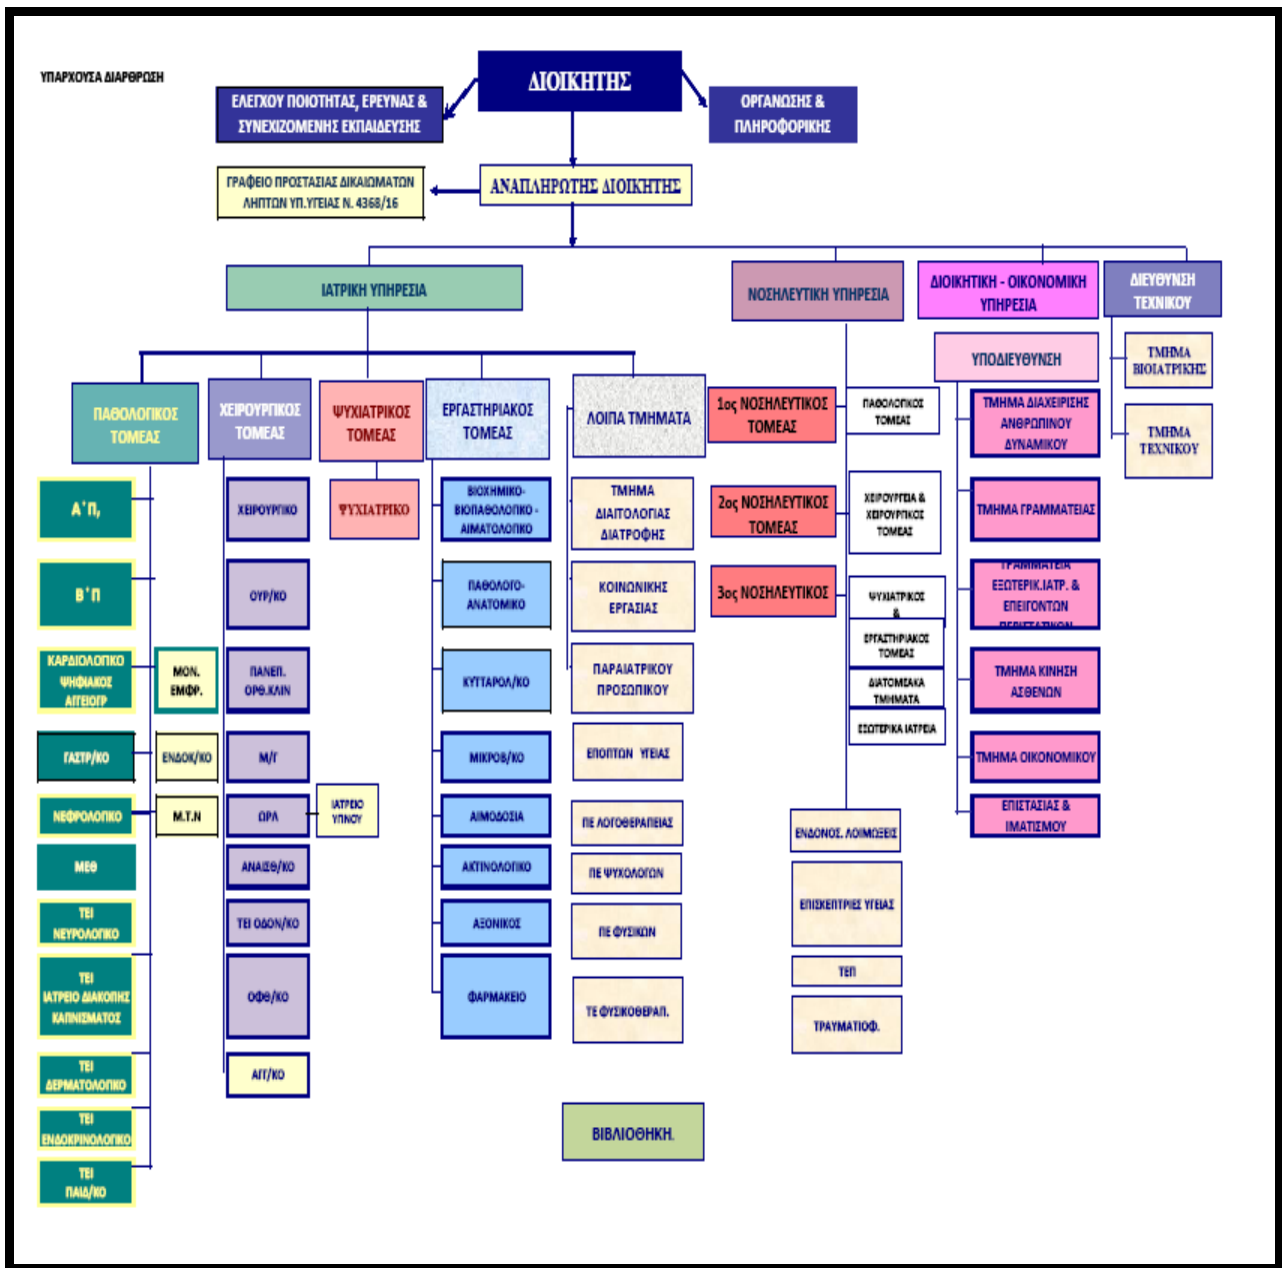 ΥΠΑΡΧΟΥΣΑ ΔΙΑΡΘΡΩΣΗ
ΔΙΟΙΚΗΤΗΣ
ΕΛΕΓΧΟΥ ΠΟΙΟΤΗΤΑΣ, ΕΡΕΥΝΑΣ &
ΣΥΝΕΧΙΖΟΜΕΝΗΣ ΕΚΠΑΙΔΕΥΣΗΣ
ΟΡΓΑΝΩΣΗΣ &
ΠΛΗΡΟΦΟΡΙΚΗΣ
ΓΡΑΦΕΙΟ ΠΡΟΣΤΑΣΙΑΣ ΔΙΚΑΙΩΜΑΤΩΝ
ΛΗΠΤΩΝ ΥΠ.ΥΓΕΙΑΣ Ν. 4368/16
ΑΝΑΠΛΗΡΩΤΗΣ ΔΙΟΙΚΗΤΗΣ
ΙΑΤΡΙΚΗ ΥΠΗΡΕΣΙΑ
ΝΟΣΗΛΕΥΤΙΚΗ ΥΠΗΡΕΣΙΑ
ΔΙΟΙΚΗΤΙΚΗ - ΟΙΚΟΝΟΜΙΚΗ
ΥΠΗΡΕΣΙΑ
ΔΙΕΥΘΥΝΣΗ
ΤΕΧΝΙΚΟΥ
ΥΠΟΔΙΕΥΘΥΝΣΗ
ΤΜΗΜΑ
ΒΙΟΙΑΤΡΙΚΗΣ
ΤΜΗΜΑ
ΤΕΧΝΙΚΟΥ
ΠΑΘΟΛΟΓΙΚΟΣ
ΤΟΜΕΑΣ
ΧΕΙΡΟΥΡΓΙΚΟΣ
ΤΟΜΕΑΣ
ΨΥΧΙΑΤΡΙΚΟΣ
ΤΟΜΕΑΣ
ΕΡΓΑΣΤΗΡΙΑΚΟΣ
ΤΟΜΕΑΣ
ΛΟΙΠΑ ΤΜΗΜΑΤΑ
Α΄Π,
Β΄Π
ΚΑΡΔΙΟΛΟΓΙΚΟ
ΨΗΦΙΑΚΟΣ
ΑΓΓΕΙΟΓΡ
ΜΟΝ.
ΕΜΦΡ.
ΓΑΣΤΡ/ΚΟ
ΕΝΔΟΚ/ΚΟ
ΝΕΦΡΟΛΟΓΙΚΟ
Μ.Τ.Ν
ΜΕΘ
ΤΕΙ
ΝΕΥΡΟΛΟΓΙΚΟ
ΤΕΙ
ΙΑΤΡΕΙΟ ΔΙΑΚΟΠΗΣ
ΚΑΠΝΙΣΜΑΤΟΣ
ΤΕΙ
ΔΕΡΜΑΤΟΛΟΓΙΚΟ
ΤΕΙ
ΕΝΔΟΚΡΙΝΟΛΟΓΙΚΟ
ΤΕΙ
ΠΑΙΔ/ΚΟ
ΧΕΙΡΟΥΡΓΙΚΟ
ΟΥΡ/ΚΟ
ΠΑΝΕΠ.
ΟΡΘ.ΚΛΙΝ
Μ/Γ
ΩΡΛ
ΙΑΤΡΕΙΟ
ΥΠΝΟΥ
ΑΝΑΙΣΘ/ΚΟ
ΤΕΙ ΟΔΟΝ/ΚΟ
ΟΦΘ/ΚΟ
ΑΓΓ/ΚΟ
ΨΥΧΙΑΤΡΙΚΟ
ΒΙΟΧΗΜΙΚΟ-
ΒΙΟΠΑΘΟΛΟΓΙΚΟ -
ΑΙΜΑΤΟΛΟΓΙΚΟ
ΠΑΘΟΛΟΓΟ-
ΑΝΑΤΟΜΙΚΟ
ΚΥΤΤΑΡΟΛ/ΚΟ
ΜΙΚΡΟΒ/ΚΟ
ΑΙΜΟΔΟΣΙΑ
ΑΚΤΙΝΟΛΟΓΙΚΟ
ΑΞΟΝΙΚΟΣ
ΦΑΡΜΑΚΕΙΟ
ΤΜΗΜΑ
ΔΙΑΙΤΟΛΟΓΙΑΣ
ΔΙΑΤΡΟΦΗΣ
ΚΟΙΝΩΝΙΚΗΣ
ΕΡΓΑΣΙΑΣ
ΠΑΡΑΙΑΤΡΙΚΟΥ
ΠΡΟΣΩΠΙΚΟΥ
ΕΠΟΠΤΩΝ ΥΓΕΙΑΣ
ΠΕ ΛΟΓΟΘΕΡΑΠΕΙΑΣ
ΠΕ ΨΥΧΟΛΟΓΩΝ
ΠΕ ΦΥΣΙΚΩΝ
ΤΕ ΦΥΣΙΚΟΘΕΡΑΠ.
ΒΙΒΛΙΟΘΗΚΗ.
1ος ΝΟΣΗΛΕΥΤΙΚΟΣ
ΤΟΜΕΑΣ
ΠΑΘΟΛΟΓΙΚΟΣ
ΤΟΜΕΑΣ
2ος ΝΟΣΗΛΕΥΤΙΚΟΣ
ΤΟΜΕΑΣ
ΧΕΙΡΟΥΡΓΕΙΑ &
ΧΕΙΡΟΥΡΓΙΚΟΣ
ΤΟΜΕΑΣ
3ος ΝΟΣΗΛΕΥΤΙΚΟΣ
ΨΥΧΙΑΤΡΙΚΟΣ
&
ΕΡΓΑΣΤΗΡΙΑΚΟΣ
ΤΟΜΕΑΣ
ΔΙΑΤΟΜΕΑΚΑ
ΤΜΗΜΑΤΑ
ΕΞΩΤΕΡΙΚΑ ΙΑΤΡΕΙΑ
ΕΝΔΟΝΟΣ. ΛΟΙΜΩΞΕΙΣ
ΕΠΙΣΚΕΠΤΡΙΕΣ ΥΓΕΙΑΣ
ΤΕΠ
ΤΡΑΥΜΑΤΙΟΦ.
ΤΜΗΜΑ ΔΙΑΧΕΙΡΙΣΗΣ
ΑΝΘΡΩΠΙΝΟΥ
ΔΥΝΑΜΙΚΟΥ
ΤΜΗΜΑ ΓΡΑΜΜΑΤΕΙΑΣ
ΓΡΑΜΜΑΤΕΙΑ
ΕΞΩΤΕΡΙΚ.ΙΑΤΡ. &
ΕΠΕΙΓΟΝΤΩΝ
ΠΕΡΙΣΤΑΤΙΚΩΝ
ΤΜΗΜΑ ΚΙΝΗΣΗ
ΑΣΘΕΝΩΝ
ΤΜΗΜΑ ΟΙΚΟΝΟΜΙΚΟΥ
ΕΠΙΣΤΑΣΙΑΣ &
ΙΜΑΤΙΣΜΟΥ